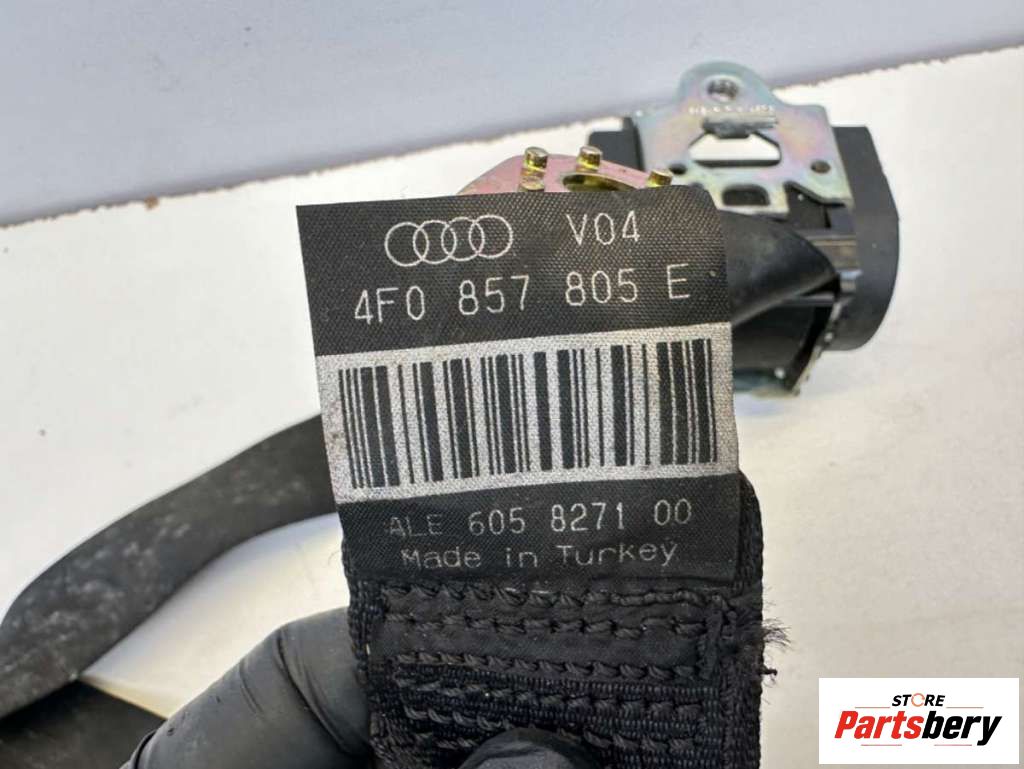 V04
4F0 857 805 E
ALE 605 8271 00
Made in Turkey
STORE
Partsbery